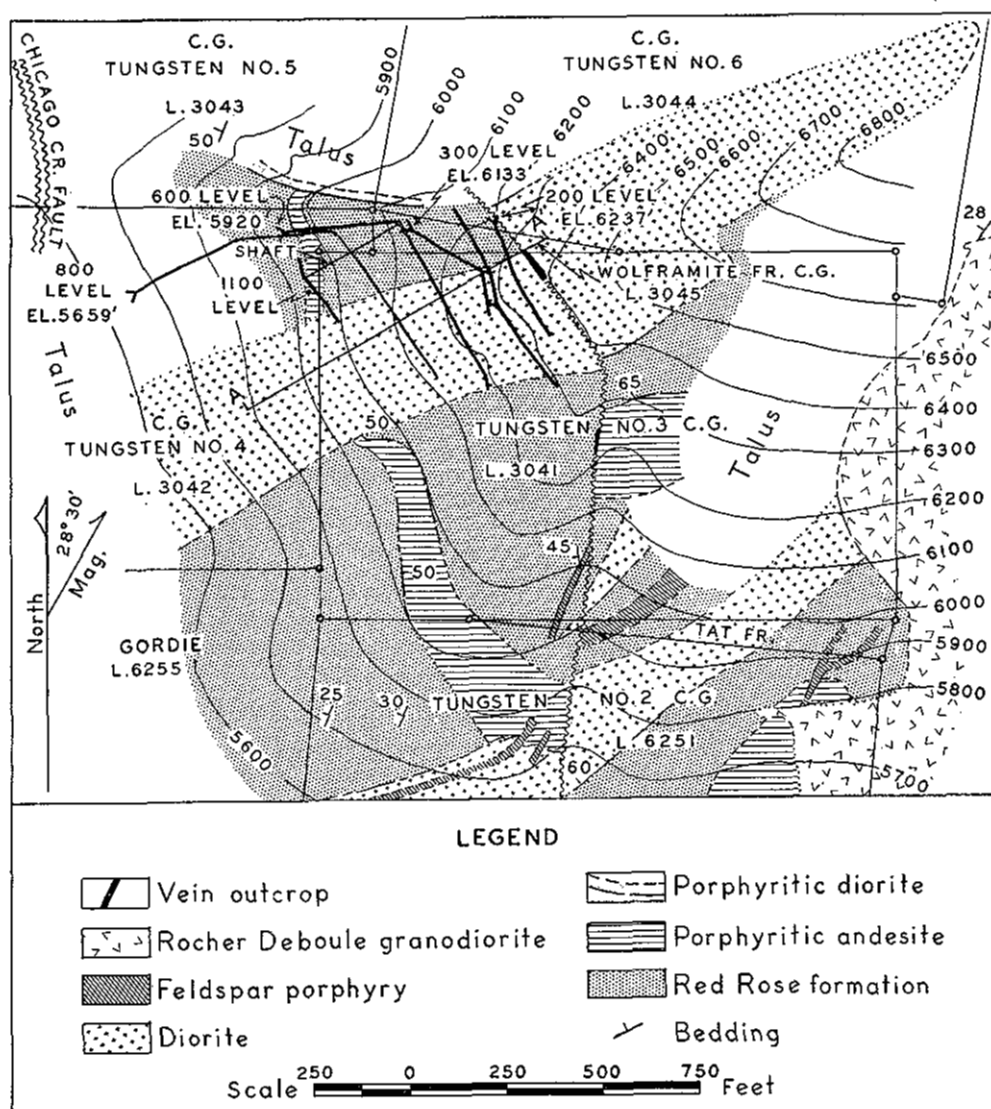 C.G.
TUNGSTEN NO.5
C.G.
TUNGSTEN NO.6
CHICAGO CR. FAULT
L.3043
L.3044
5900
6000
6100
6200
6400
6500
6600
6700
6800
50
Talus
300 LEVEL
EL.6133
600 LEVEL
EL.5920
200 LEVEL
EL.6237'
A'
SHAFT
28
800
LEVEL
EL.5659'
1100
LEVEL
WOLFRAMITE FR. C.G.
L.3045
Talus
A
6500
6400
6300
6200
6100
6000
5900
5800
5700
65
50
C.G.
TUNGSTEN NO.4
L.3042
TUNGSTEN NO.3 C.G.
L.3041
Talus
North
28°30'
Mag.
45
50
TAT FR.
GORDIE
L.6255
25
30
TUNGSTEN NO.2 C.G.
L.6251
5600
60
LEGEND
Vein outcrop
Porphyritic diorite
Rocher Deboule granodiorite
Porphyritic andesite
Feldspar porphyry
Red Rose formation
Diorite
Bedding
Scale 250 0 250 500 750 Feet